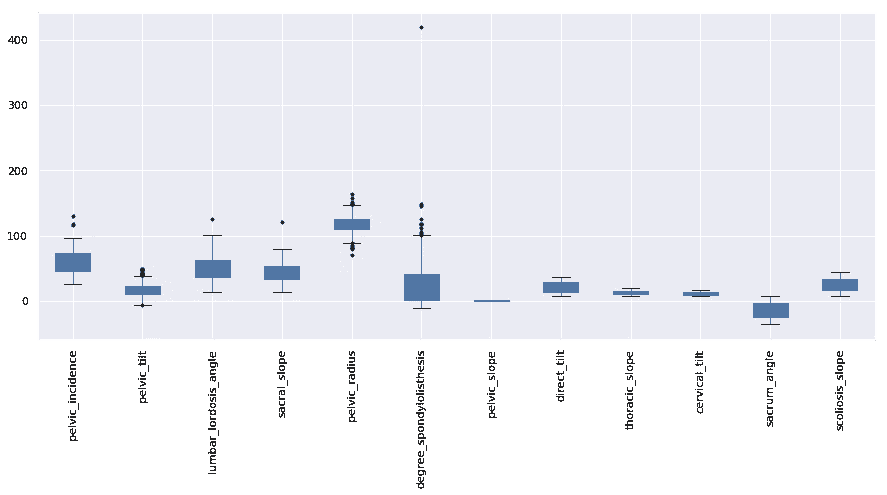 400
300
200
100
0
pelvic_incidence
pelvic_tilt
lumbar_lordosis_angle
sacral_slope
pelvic_radius
degree_spondylolisthesis
pelvic_slope
direct_tilt
thoracic_slope
cervical_tilt
sacrum_angle
scoliosis_slope